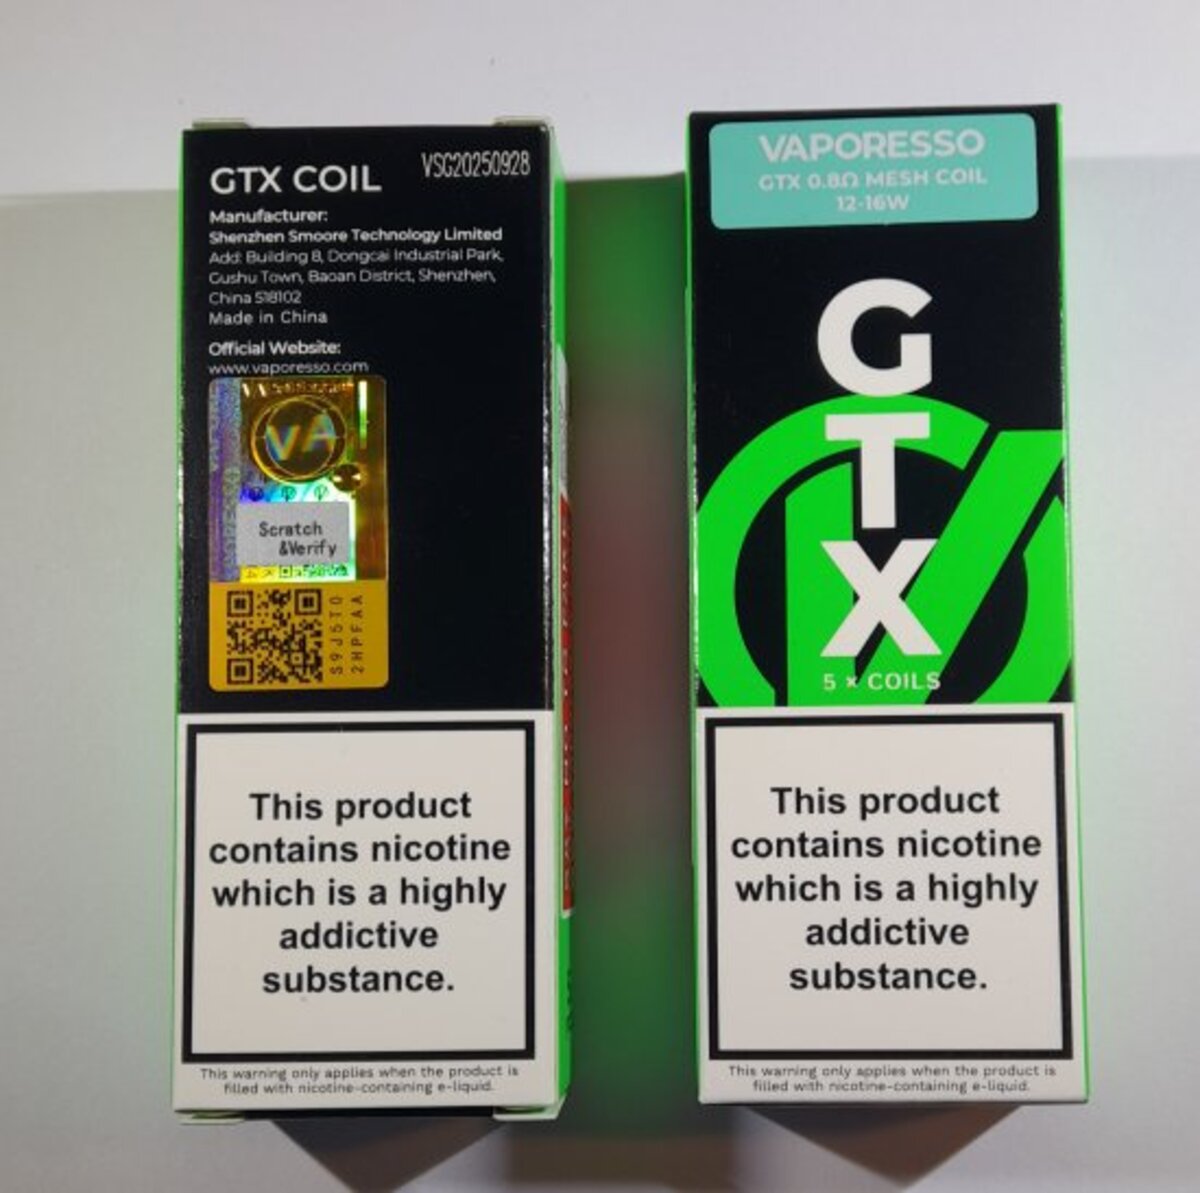 GTX COIL
VSG20250928
Manufacturer:
Shenzhen Smoore Technology Limited
Add: Building 8, Dongcai Industrial Park,
Gushu Town, Baoan District, Shenzhen,
China 518102
Made in China
Official Website:
www.vaporesso.com
VA
Scratch
&Verify
S9J5TQ
2HPFAA
This product
contains nicotine
which is a highly
addictive
substance.
This warning only applies when the product is
filled with nicotine-containing e-liquid.
VAPORESSO
GTX 0.8Ω MESH COIL
12-16W
G
T
X
5 × COILS
This product
contains nicotine
which is a highly
addictive
substance.
This warning only applies when the product is
filled with nicotine-containing e-liquid.